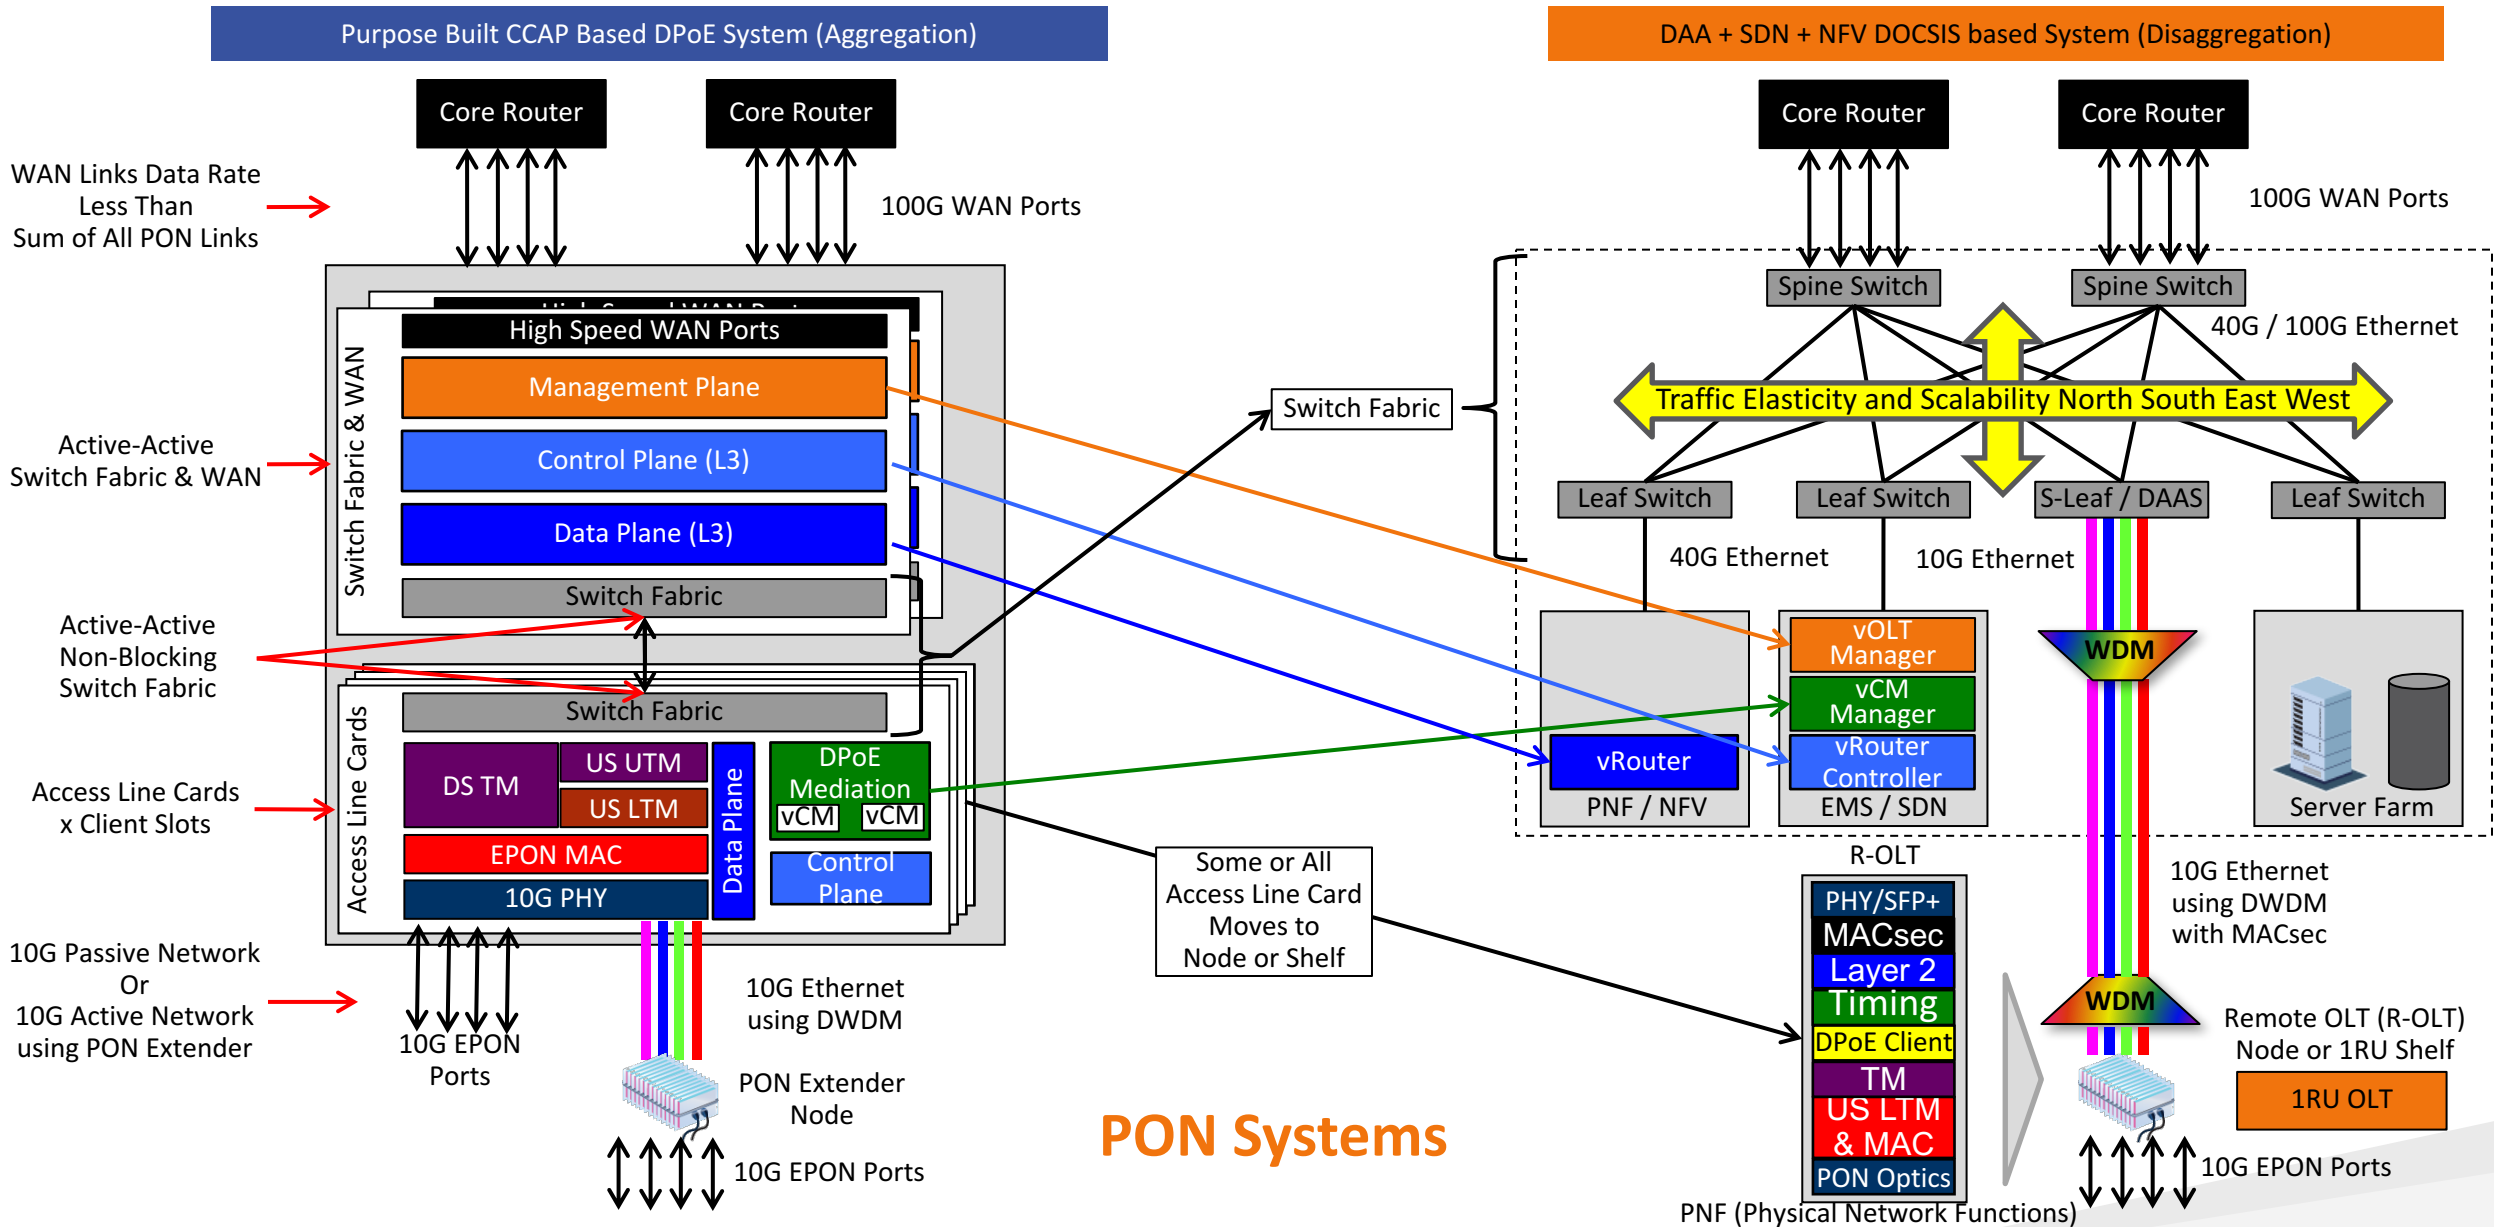 Purpose Built CCAP Based DPoE System (Aggregation)
DAA + SDN + NFV DOCSIS based System (Disaggregation)
Core Router
Core Router
WAN Links Data Rate
Less Than
Sum of All PON Links
100G WAN Ports
High Speed WAN Ports
High Speed WAN Ports
Management Plane
Control Plane (L3)
Data Plane (L3)
Switch Fabric
Switch Fabric & WAN
Active-Active
Switch Fabric & WAN
Active-Active
Non-Blocking
Switch Fabric
Switch Fabric
Access Line Cards
DS TM
US UTM
US LTM
EPON MAC
10G PHY
Data Plane
DPoE
Mediation
vCM
vCM
Control
Plane
Access Line Cards
x Client Slots
10G Passive Network
Or
10G Active Network
using PON Extender
10G EPON
Ports
10G Ethernet
using DWDM
PON Extender
Node
10G EPON Ports
Switch Fabric
Some or All
Access Line Card
Moves to
Node or Shelf
PON Systems
Core Router
Core Router
100G WAN Ports
Spine Switch
Spine Switch
40G / 100G Ethernet
Traffic Elasticity and Scalability North South East West
Leaf Switch
Leaf Switch
S-Leaf / DAAS
Leaf Switch
40G Ethernet
10G Ethernet
vOLT
Manager
vCM
Manager
vRouter
vRouter
Controller
PNF / NFV
EMS / SDN
WDM
Server Farm
R-OLT
PHY/SFP+
MACsec
Layer 2
Timing
DPoE Client
TM
US LTM
& MAC
PON Optics
PNF (Physical Network Functions)
10G Ethernet
using DWDM
with MACsec
WDM
Remote OLT (R-OLT)
Node or 1RU Shelf
1RU OLT
10G EPON Ports